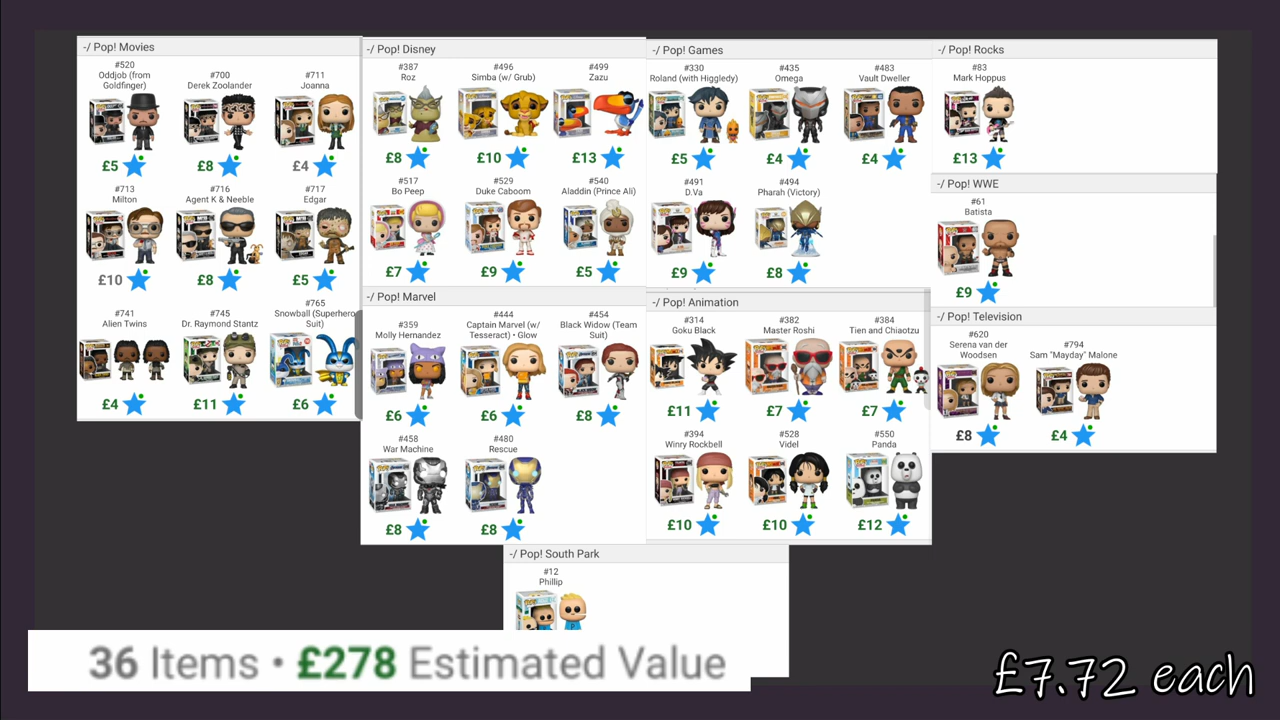 -/ Pop! Movies
#520
Oddjob (from
Goldfinger)
£5
#700
Derek Zoolander
£8
#711
Joanna
£4
#713
Milton
£10
#716
Agent K & Neeble
£8
#717
Edgar
£5
#741
Alien Twins
£4
#745
Dr. Raymond Stantz
£11
#765
Snowball (Superhero
Suit)
£6
-/ Pop! Disney
#387
Roz
£8
#496
Simba (w/ Grub)
£10
#499
Zazu
£13
#517
Bo Peep
£7
#529
Duke Caboom
£9
#540
Aladdin (Prince Ali)
£5
-/ Pop! Marvel
#359
Molly Hernandez
£6
#444
Captain Marvel (w/
Tesseract) • Glow
£6
#454
Black Widow (Team
Suit)
£8
#458
War Machine
£8
#480
Rescue
£8
-/ Pop! Games
#330
Roland (with Higgledy)
£5
#435
Omega
£4
#483
Vault Dweller
£4
#491
D.Va
£9
#494
Pharah (Victory)
£8
-/ Pop! Animation
#314
Goku Black
£11
#382
Master Roshi
£7
#384
Tien and Chiaotzu
£7
#394
Winry Rockbell
£10
#528
Videl
£10
#550
Panda
£12
-/ Pop! Rocks
#83
Mark Hoppus
£13
-/ Pop! WWE
#61
Batista
£9
-/ Pop! Television
#620
Serena van der
Woodsen
£8
#794
Sam "Mayday" Malone
£4
-/ Pop! South Park
#12
Phillip
36 Items • £278 Estimated Value
£7.72 each